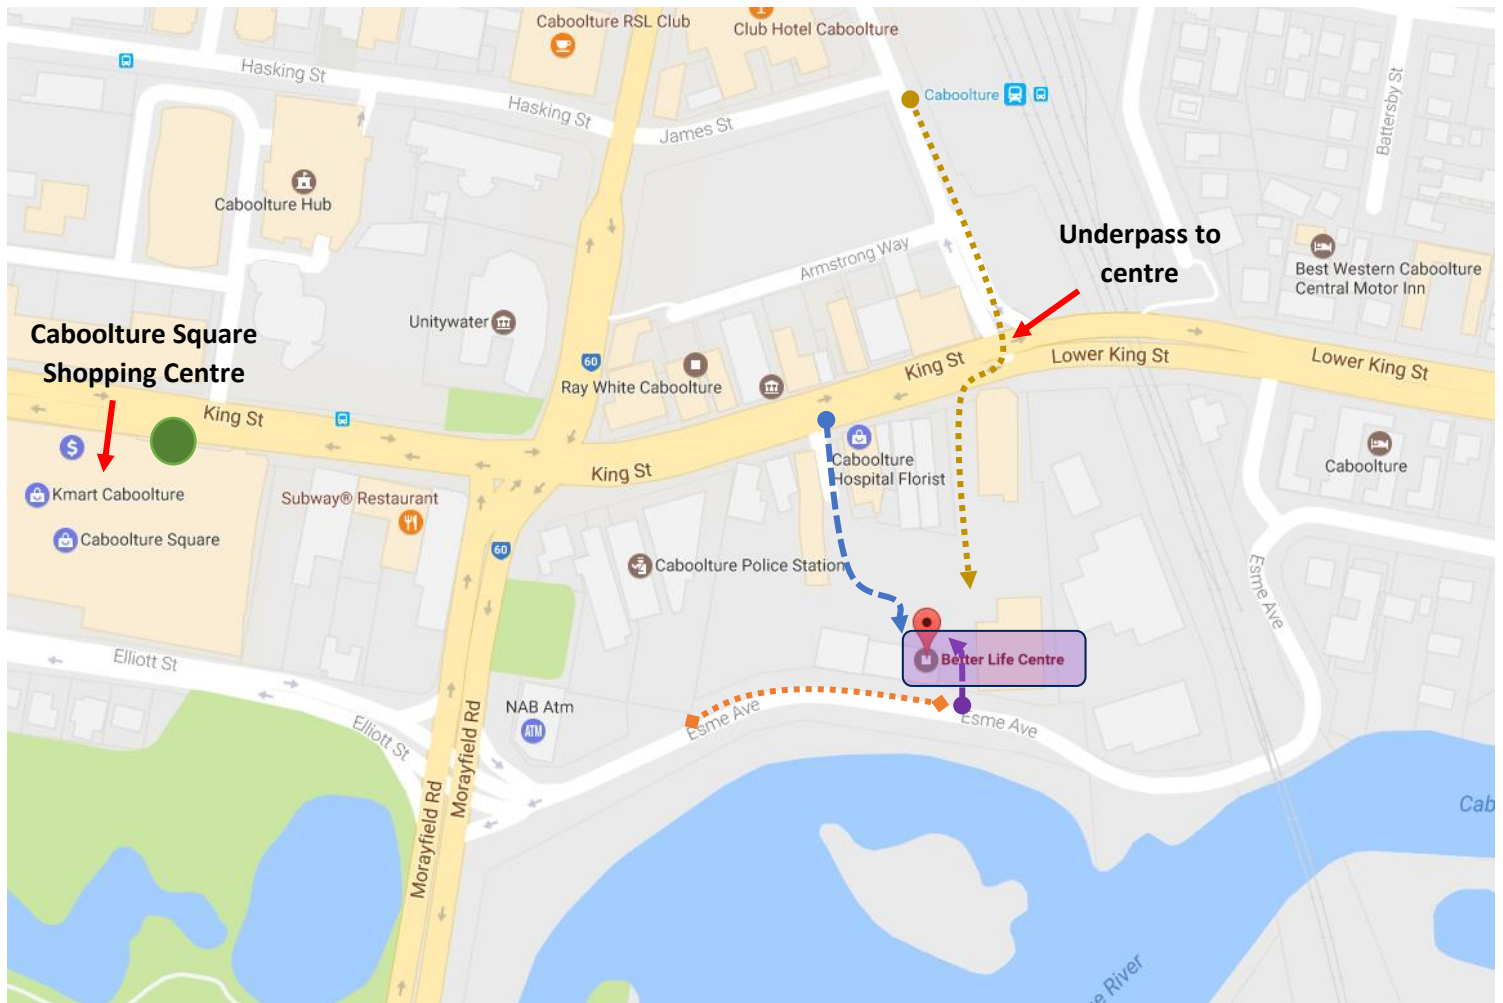 Caboolture RSL Club
Club Hotel Caboolture
Hasking St
Hasking St
James St
Caboolture
Battersby St
Caboolture Hub
Armstrong Way
Underpass to
centre
Best Western Caboolture
Central Motor Inn
Unitywater
Caboolture Square
Shopping Centre
60
Ray White Caboolture
King St
Lower King St
Lower King St
King St
King St
$
Caboolture
Hospital Florist
Caboolture
Kmart Caboolture
Subway® Restaurant
Caboolture Square
60
Caboolture Police Station
Esme Ave
Elliott St
Better Life Centre
NAB Atm
ATM
Esme Ave
Esme Ave
Elliott St
Morayfield Rd
Morayfield Rd
Cab
River